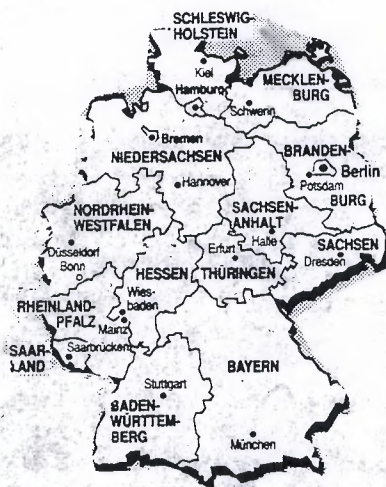 SCHLESWIG-
HOLSTEIN
Kiel
Hamburg
MECKLEN-
BURG
Schwerin
Bremen
NIEDERSACHSEN
BRANDEN-
Berlin
Hannover
Potsdam
BURG
NORDRHEIN-
WESTFALEN
SACHSEN-
ANHALT
Halle
Düsseldorf
Bonn
HESSEN
Erfurt
THÜRINGEN
SACHSEN
Dresden
RHEINLAND-
PFALZ
Wies-
baden
Mainz
SAAR-
LAND
Saarbrücken
BAYERN
Stuttgart
BADEN-
WÜRTTEM-
BERG
München